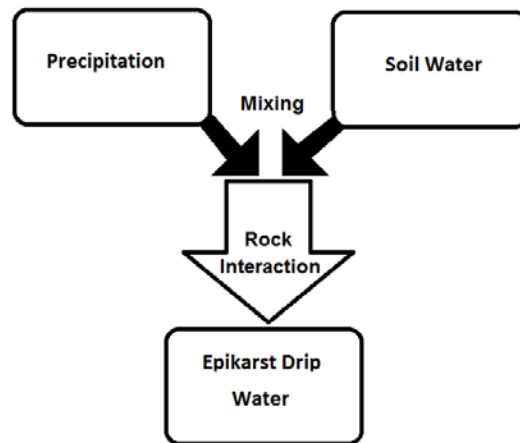 Precipitation
Soil Water
Mixing
Rock
Interaction
Epikarst Drip
Water